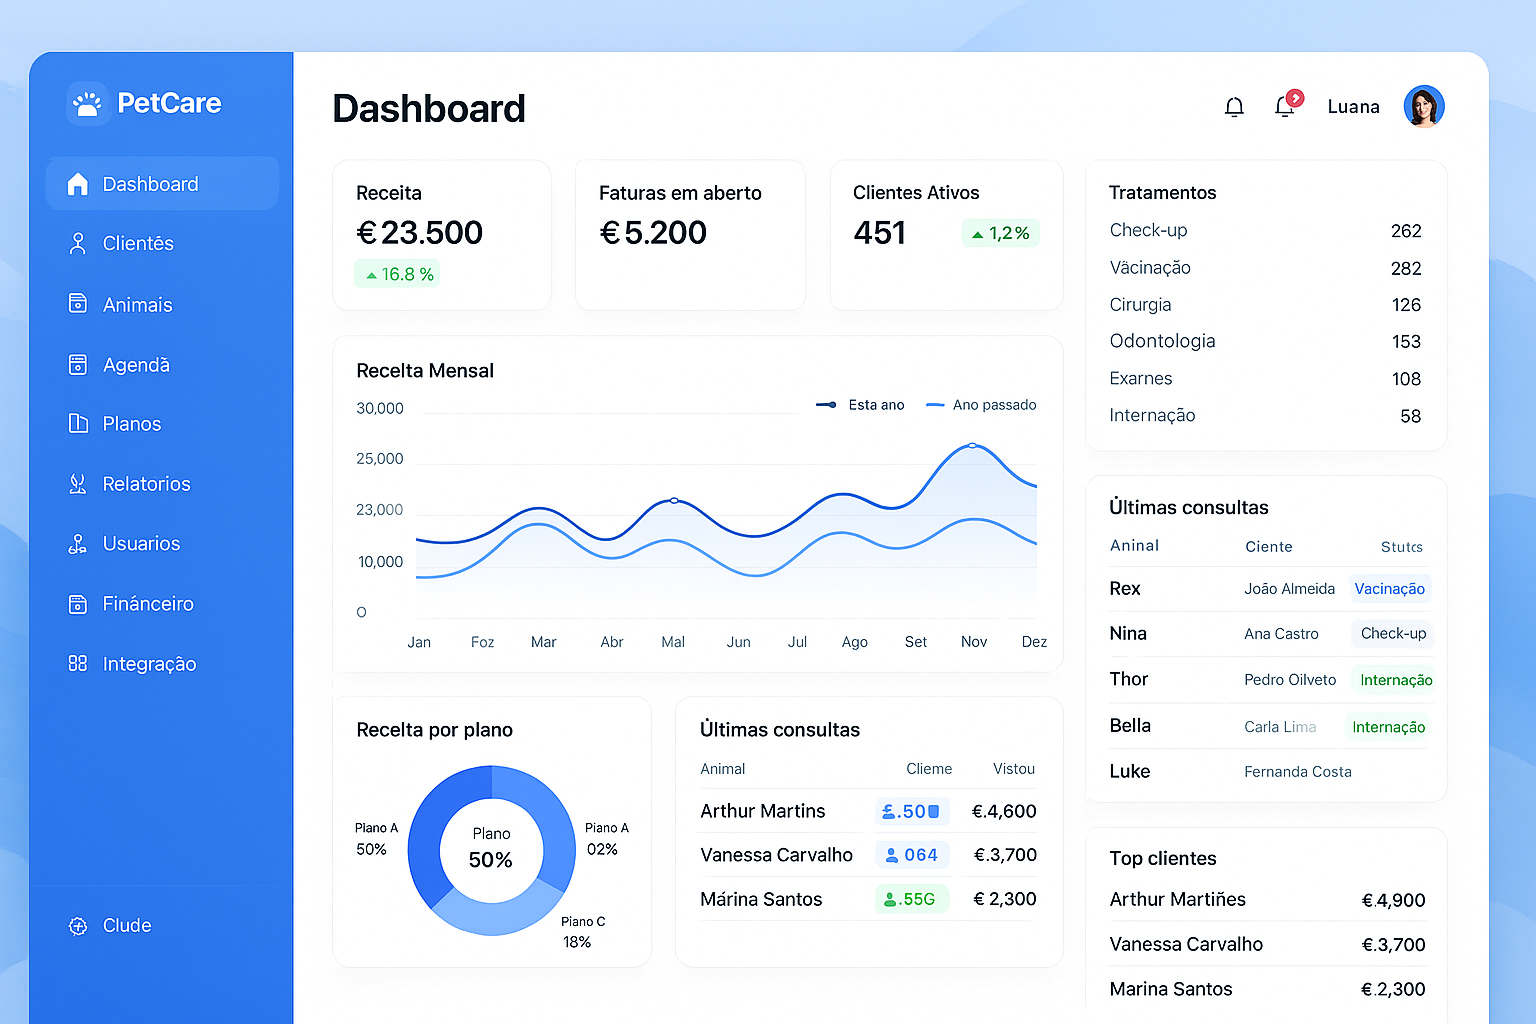 PetCare
Dashboard
Clientês
Animais
Agendã
Planos
Relatorios
Usuarios
Finánceiro
Integração
Clude
Dashboard
Luana
Receita
€23.500
16.8 %
Faturas em aberto
€5.200
Clientes Ativos
451
1,2%
Recelta Mensal
Esta ano
Ano passado
30,000
25,000
23,000
10,000
O
Jan Foz Mar Abr Mal Jun Jul Ago Set Nov Dez
Recelta por plano
Plano A
50%
Plano
50%
Piano A
02%
Piano C
18%
Últimas consultas
Animal Clieme Vistou
Arthur Martins .50 €.4,600
Vanessa Carvalho 064 €.3,700
Márina Santos .55G € 2,300
Tratamentos
Check-up 262
Vācinação 282
Cirurgia 126
Odontologia 153
Exarnes 108
Internação 58
Últimas consultas
Aninal Ciente Stutcs
Rex João Almeida Vacinação
Nina Ana Castro Check-up
Thor Pedro Oilveto Internação
Bella Carla Lima Internação
Luke Fernanda Costa
Top clientes
Arthur Martiñes €.4,900
Vanessa Carvalho €.3,700
Marina Santos €.2,300